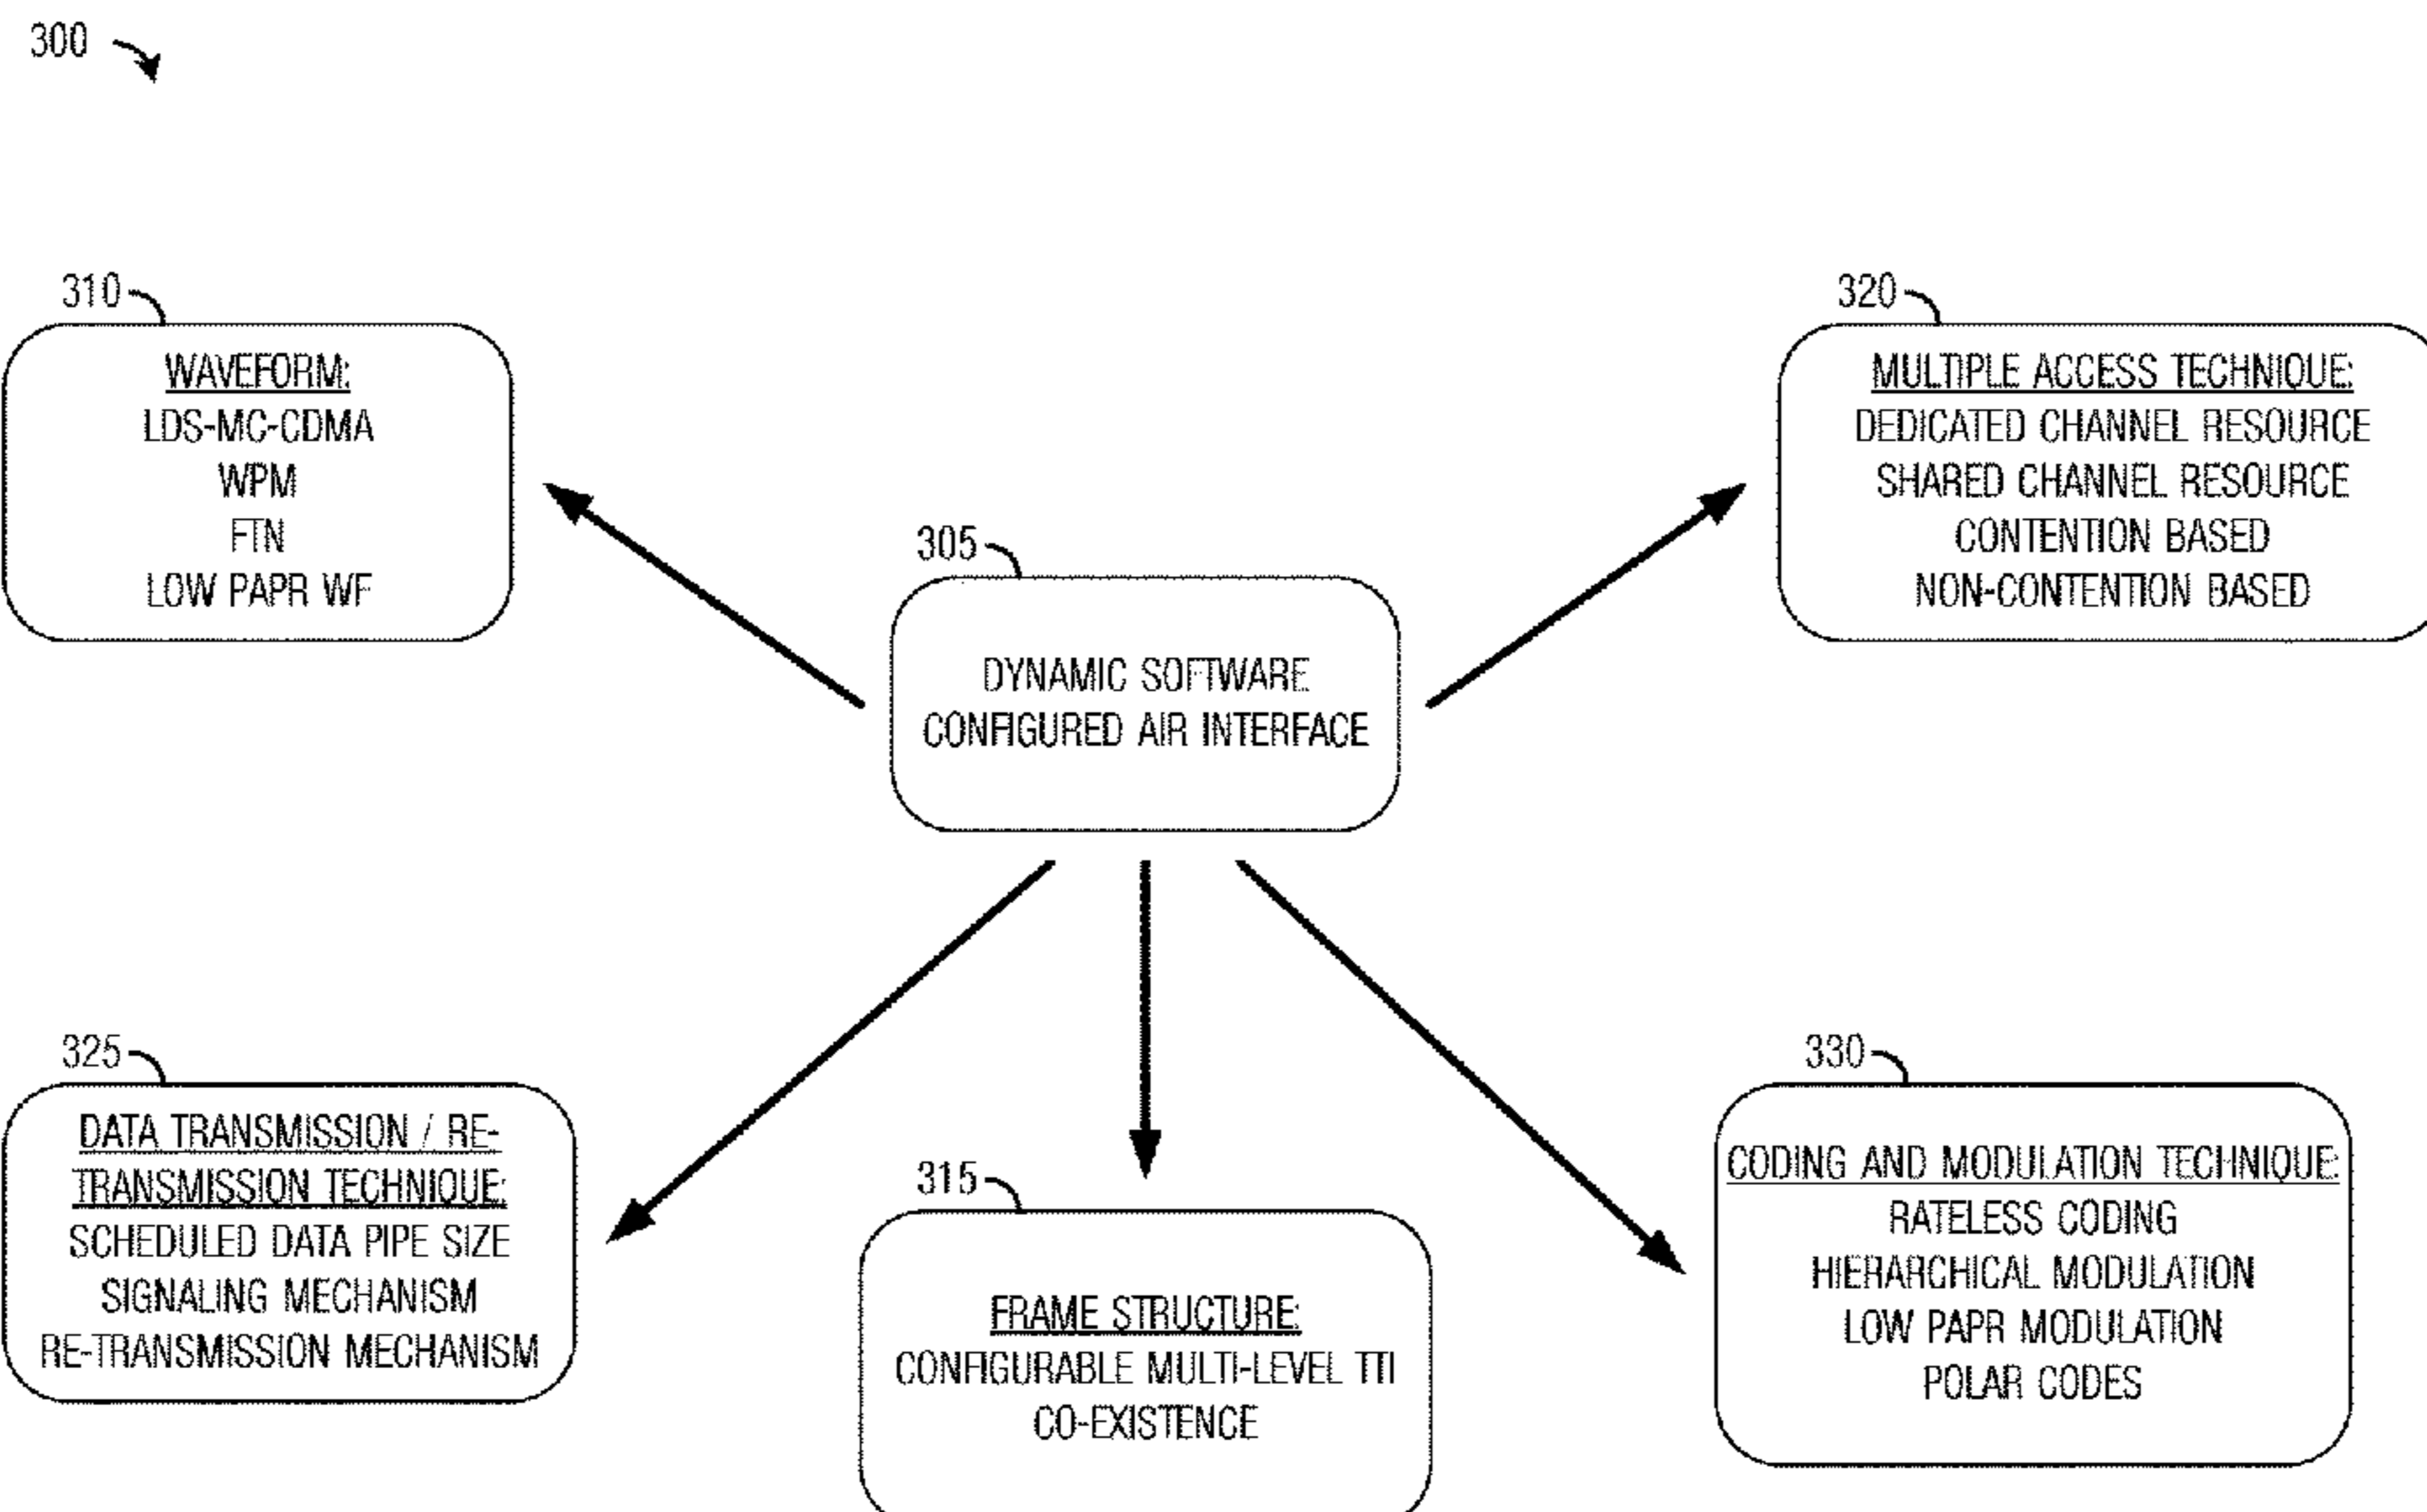 300
310
WAVEFORM:
LDS-MC-CDMA
WPM
FTN
LOW PAPR WF
320
MULTIPLE ACCESS TECHNIQUE:
DEDICATED CHANNEL RESOURCE
SHARED CHANNEL RESOURCE
CONTENTION BASED
NON-CONTENTION BASED
305
DYNAMIC SOFTWARE
CONFIGURED AIR INTERFACE
325
DATA TRANSMISSION / RE-
TRANSMISSION TECHNIQUE:
SCHEDULED DATA PIPE SIZE
SIGNALING MECHANISM
RE-TRANSMISSION MECHANISM
315
FRAME STRUCTURE:
CONFIGURABLE MULTI-LEVEL TTI
CO-EXISTENCE
330
CODING AND MODULATION TECHNIQUE:
RATELESS CODING
HIERARCHICAL MODULATION
LOW PAPR MODULATION
POLAR CODES